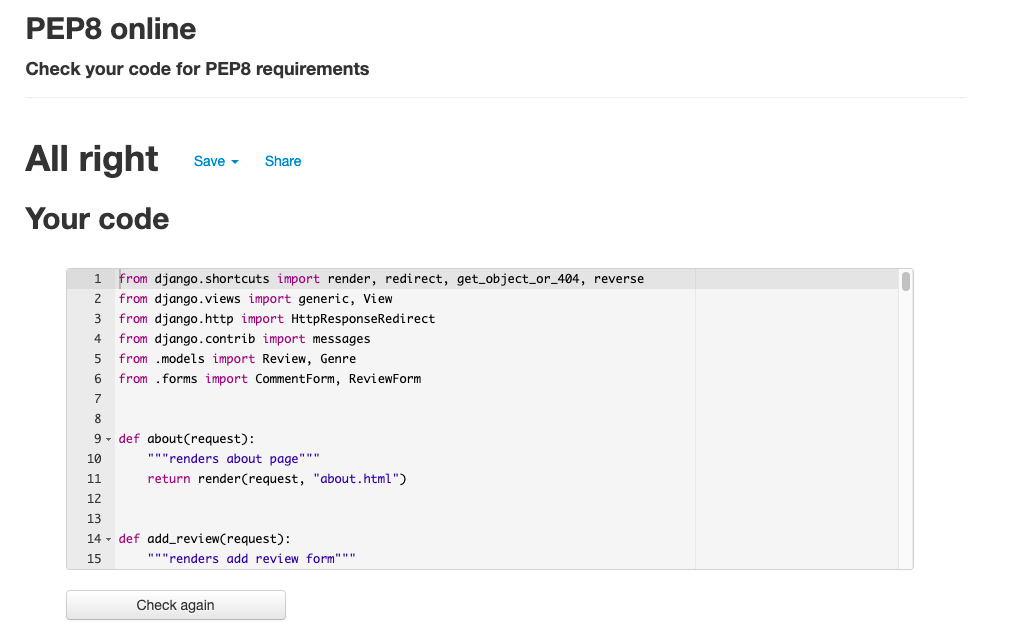 PEP8 online
Check your code for PEP8 requirements
All right Save Share
Your code
1 from django.shortcuts import render, redirect, get_object_or_404, reverse
2 from django.views import generic, View
3 from django.http import HttpResponseRedirect
4 from django.contrib import messages
5 from .models import Review, Genre
6 from .forms import CommentForm, ReviewForm
7
8
9 def about(request):
10     """renders about page"""
11     return render(request, "about.html")
12
13
14 def add_review(request):
15     """renders add review form"""
Check again